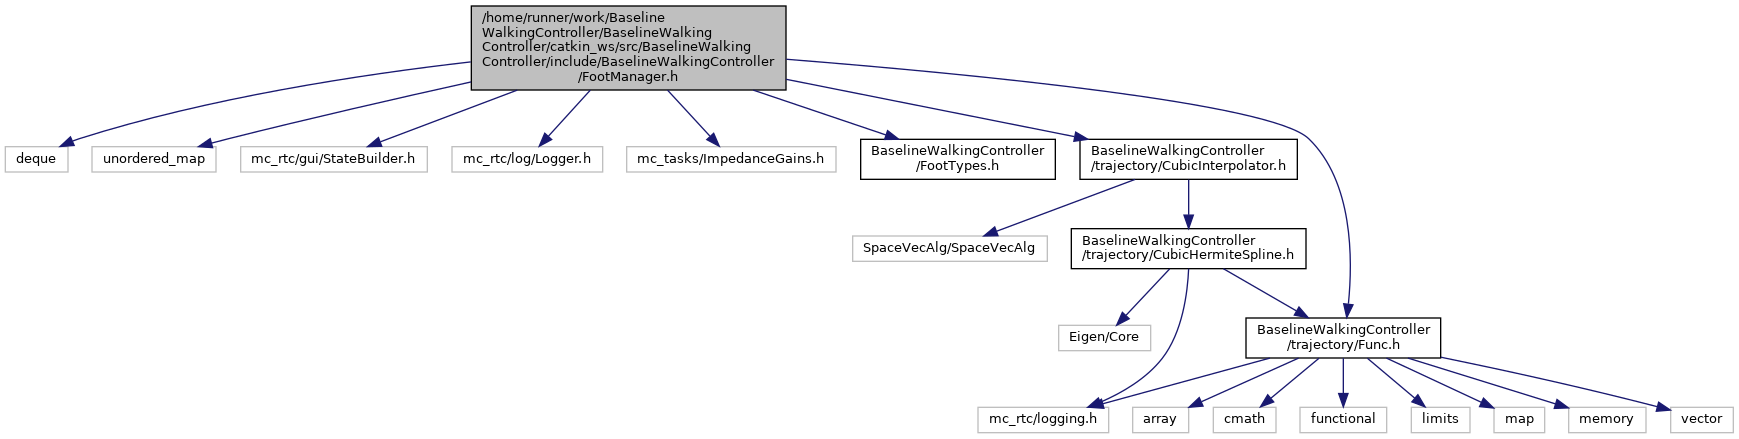 /home/runner/work/Baseline
WalkingController/BaselineWalking
Controller/catkin_ws/src/BaselineWalking
Controller/include/BaselineWalkingController
/FootManager.h
deque
unordered_map
mc_rtc/gui/StateBuilder.h
mc_rtc/log/Logger.h
mc_tasks/ImpedanceGains.h
BaselineWalkingController
/FootTypes.h
BaselineWalkingController
/trajectory/CubicInterpolator.h
SpaceVecAlg/SpaceVecAlg
BaselineWalkingController
/trajectory/CubicHermiteSpline.h
Eigen/Core
BaselineWalkingController
/trajectory/Func.h
mc_rtc/logging.h
array
cmath
functional
limits
map
memory
vector